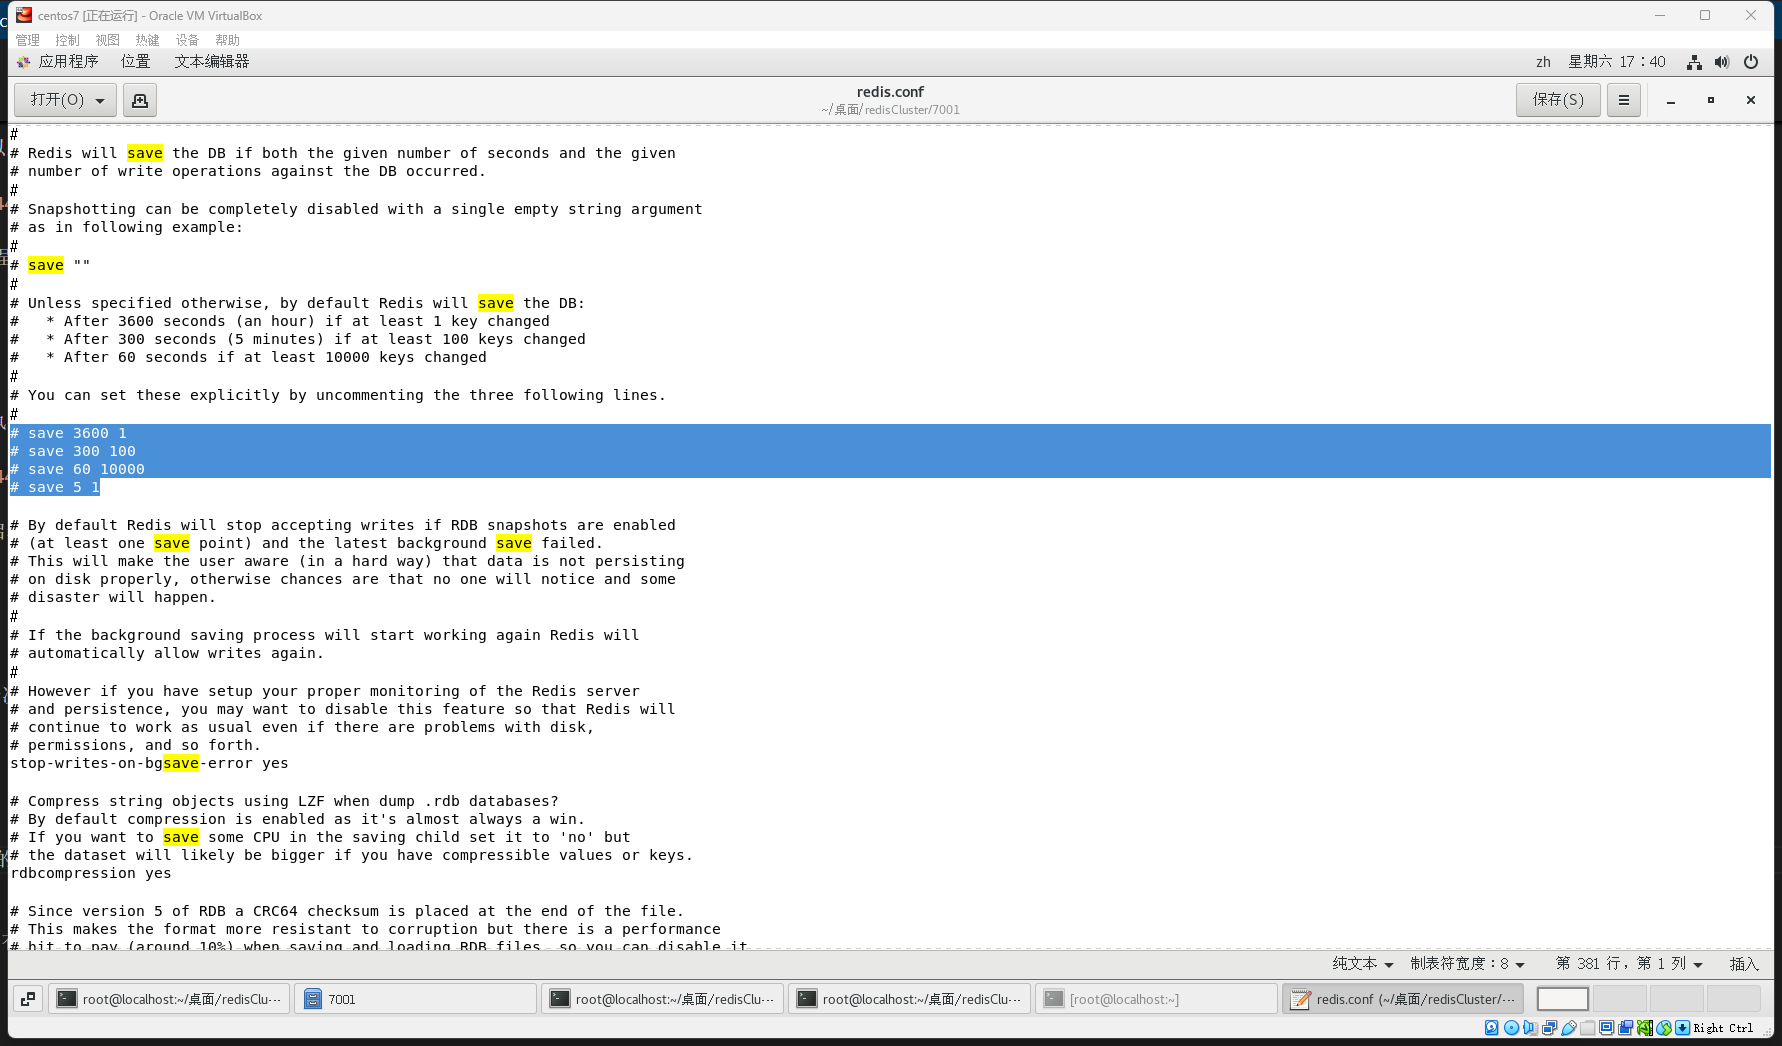 centos7 [正在运行] - Oracle VM VirtualBox
管理 控制 视图 热键 设备 帮助
应用程序 位置 文本编辑器 zh 星期六 17：40
打开(O) redis.conf 保存(S)
~/桌面/redisCluster/7001
#
# Redis will save the DB if both the given number of seconds and the given
# number of write operations against the DB occurred.
#
# Snapshotting can be completely disabled with a single empty string argument
# as in following example:
#
# save ""
#
# Unless specified otherwise, by default Redis will save the DB:
#   * After 3600 seconds (an hour) if at least 1 key changed
#   * After 300 seconds (5 minutes) if at least 100 keys changed
#   * After 60 seconds if at least 10000 keys changed
#
# You can set these explicitly by uncommenting the three following lines.
#
# save 3600 1
# save 300 100
# save 60 10000
# save 5 1
# By default Redis will stop accepting writes if RDB snapshots are enabled
# (at least one save point) and the latest background save failed.
# This will make the user aware (in a hard way) that data is not persisting
# on disk properly, otherwise chances are that no one will notice and some
# disaster will happen.
#
# If the background saving process will start working again Redis will
# automatically allow writes again.
#
# However if you have setup your proper monitoring of the Redis server
# and persistence, you may want to disable this feature so that Redis will
# continue to work as usual even if there are problems with disk,
# permissions, and so forth.
stop-writes-on-bgsave-error yes
# Compress string objects using LZF when dump .rdb databases?
# By default compression is enabled as it's almost always a win.
# If you want to save some CPU in the saving child set it to 'no' but
# the dataset will likely be bigger if you have compressible values or keys.
rdbcompression yes
# Since version 5 of RDB a CRC64 checksum is placed at the end of the file.
# This makes the format more resistant to corruption but there is a performance
# hit to pay (around 10%) when saving and loading RDB files, so you can disable it
纯文本 制表符宽度：8 第 381 行，第 1 列 插入
root@localhost:~/桌面/redisClu··· 7001 root@localhost:~/桌面/redisClu··· root@localhost:~/桌面/redisClu··· [root@localhost:~] redis.conf (~/桌面/redisCluster/···
Right Ctrl